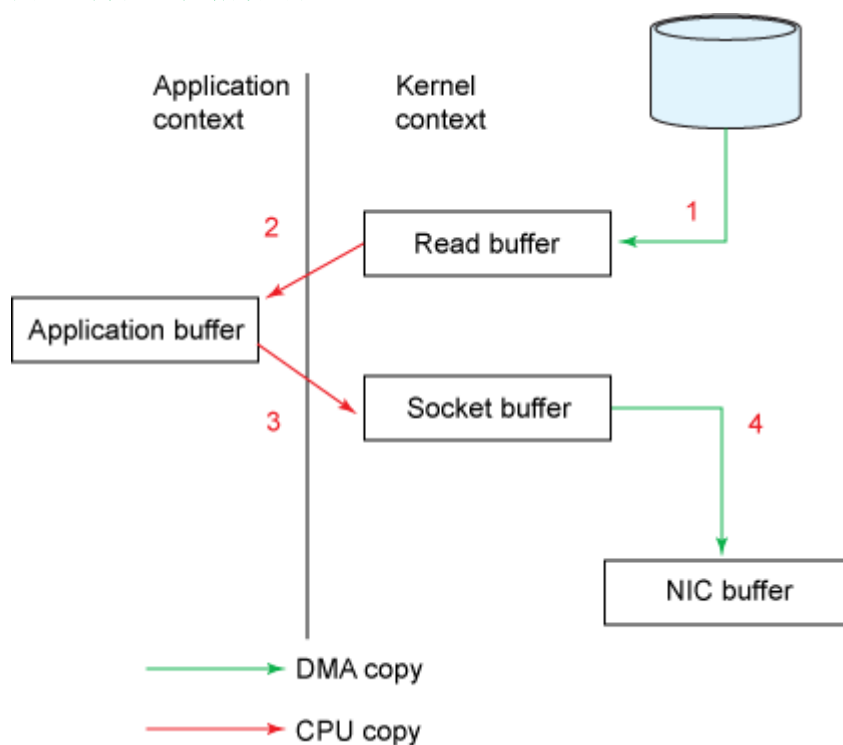 Application
context
Kernel
context
1
2
Read buffer
Application buffer
3
Socket buffer
4
NIC buffer
DMA copy
CPU copy